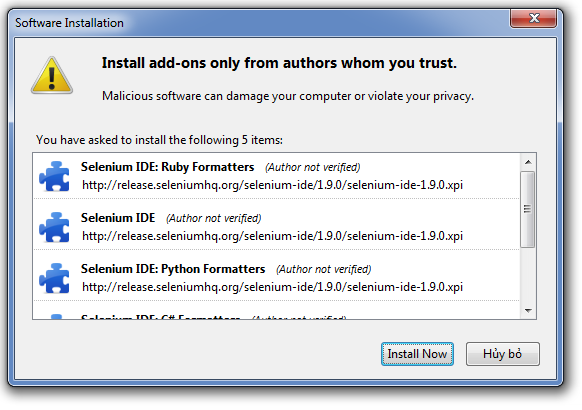 Software Installation
Install add-ons only from authors whom you trust.
Malicious software can damage your computer or violate your privacy.
You have asked to install the following 5 items:
Selenium IDE: Ruby Formatters (Author not verified)
http://release.seleniumhq.org/selenium-ide/1.9.0/selenium-ide-1.9.0.xpi
Selenium IDE (Author not verified)
http://release.seleniumhq.org/selenium-ide/1.9.0/selenium-ide-1.9.0.xpi
Selenium IDE: Python Formatters (Author not verified)
http://release.seleniumhq.org/selenium-ide/1.9.0/selenium-ide-1.9.0.xpi
Selenium IDE: C# Formatters (Author not verified)
Install Now Hủy bỏ